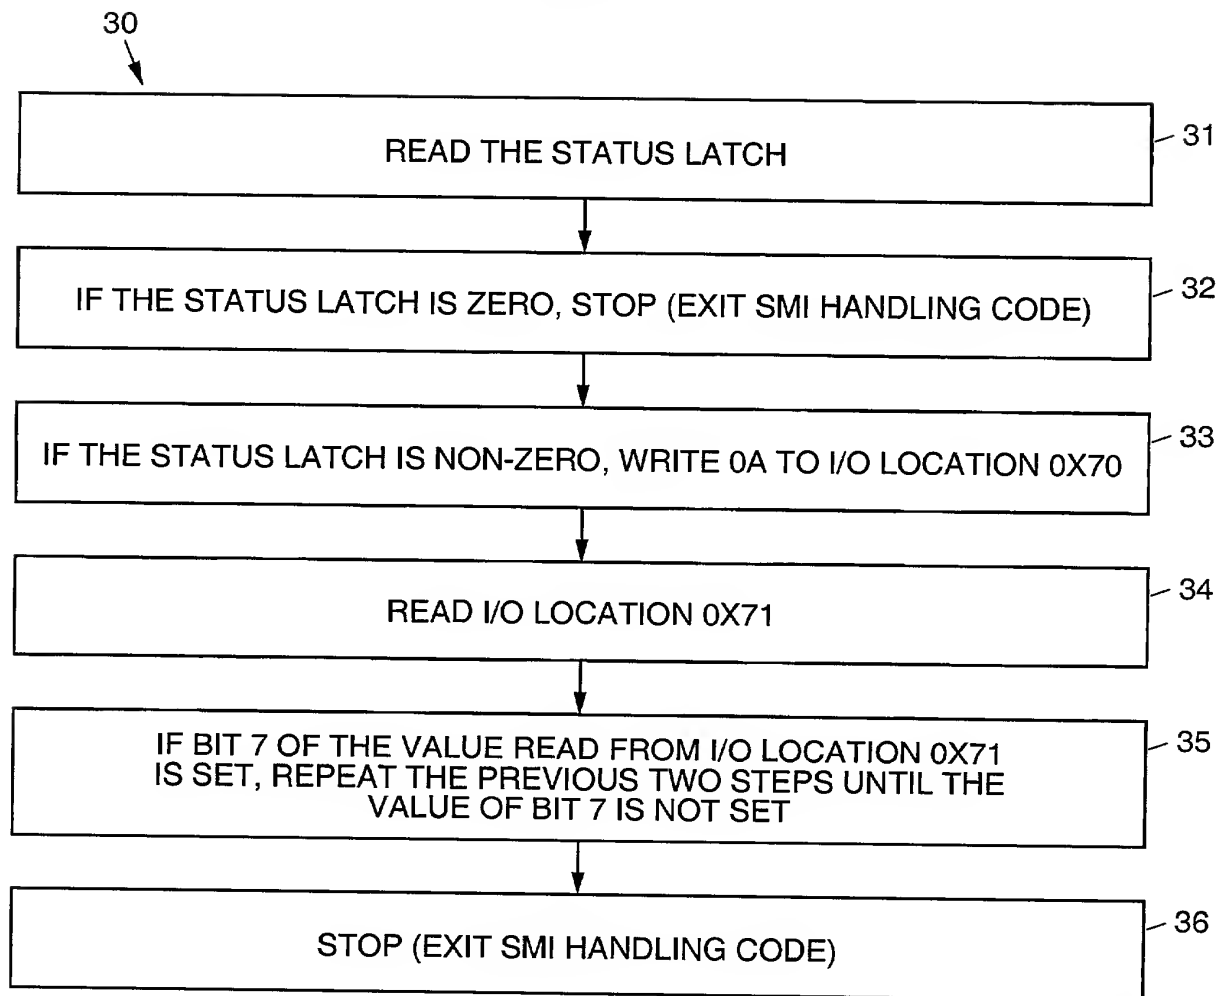 30
READ THE STATUS LATCH
31
IF THE STATUS LATCH IS ZERO, STOP (EXIT SMI HANDLING CODE)
32
IF THE STATUS LATCH IS NON-ZERO, WRITE 0A TO I/O LOCATION 0X70
33
READ I/O LOCATION 0X71
34
IF BIT 7 OF THE VALUE READ FROM I/O LOCATION 0X71
IS SET, REPEAT THE PREVIOUS TWO STEPS UNTIL THE
VALUE OF BIT 7 IS NOT SET
35
STOP (EXIT SMI HANDLING CODE)
36